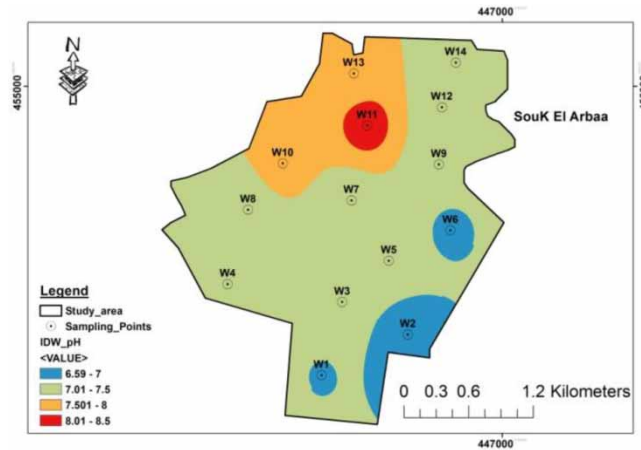 447000
N
455000
W13
W14
W12
W11
SouK El Arbaa
W10
W9
W7
W8
W6
W5
W4
W3
W2
W1
Legend
Study_area
Sampling_Points
IDW_pH
<VALUE>
6.59 - 7
7.01 - 7.5
7.501 - 8
8.01 - 8.5
0 0.3 0.6 1.2 Kilometers
447000